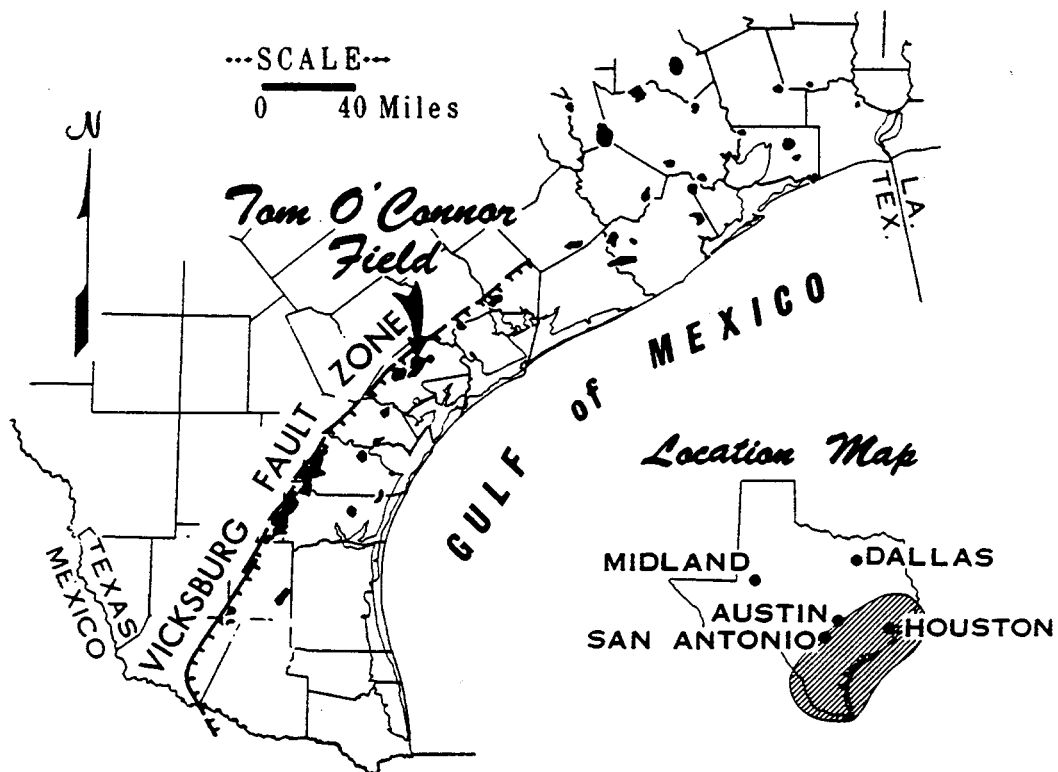 ---SCALE---
0 40 Miles
N
Tom O'Connor
Field
VICKSBURG FAULT ZONE
GULF of MEXICO
LA.
TEX.
TEXAS
MEXICO
Location Map
MIDLAND
DALLAS
AUSTIN
SAN ANTONIO
HOUSTON